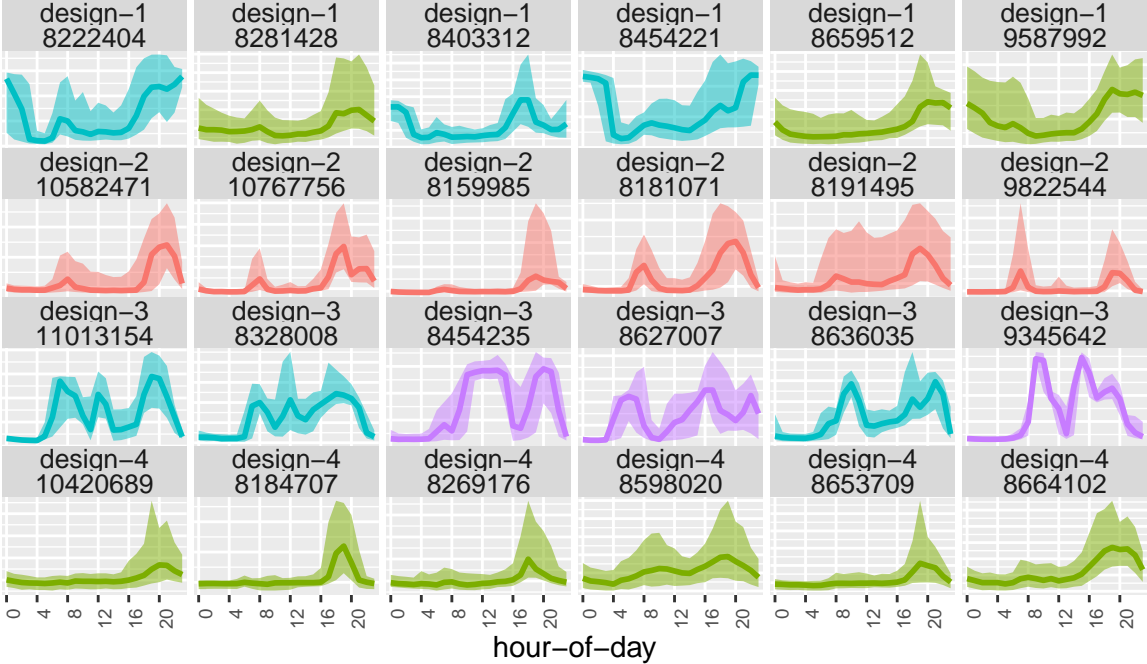 design−1 design−1 design−1 design−1 design−1 design−1
8222404 8281428 8403312 8454221 8659512 9587992
design−2 design−2 design−2 design−2 design−2 design−2
10582471 10767756 8159985 8181071 8191495 9822544
design−3 design−3 design−3 design−3 design−3 design−3
11013154 8328008 8454235 8627007 8636035 9345642
design−4 design−4 design−4 design−4 design−4 design−4
10420689 8184707 8269176 8598020 8653709 8664102
0 4 8 12 16 20 0 4 8 12 16 20 0 4 8 12 16 20 0 4 8 12 16 20 0 4 8 12 16 20 0 4 8 12 16 20
hour−of−day